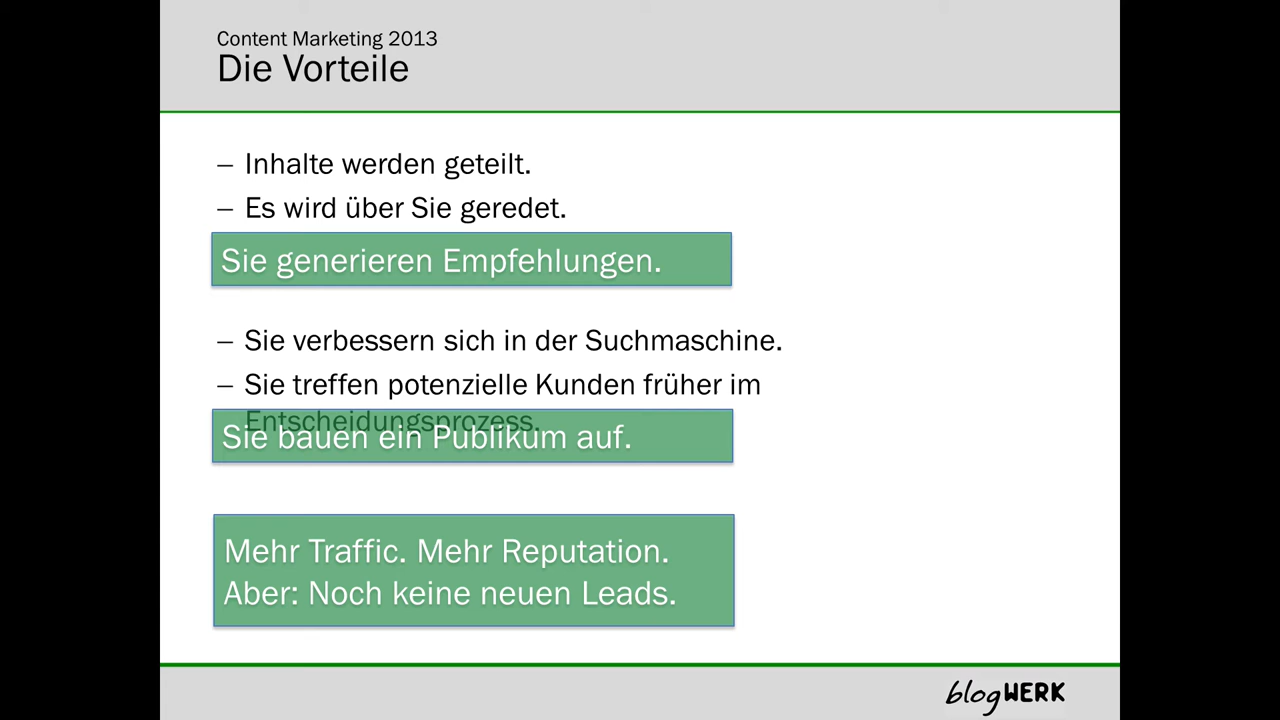 Content Marketing 2013
Die Vorteile
– Inhalte werden geteilt.
– Es wird über Sie geredet.
Sie generieren Empfehlungen.
– Sie verbessern sich in der Suchmaschine.
– Sie treffen potenzielle Kunden früher im
Entscheidungsprozess.
Sie bauen ein Publikum auf.
Mehr Traffic. Mehr Reputation.
Aber: Noch keine neuen Leads.
blogWERK